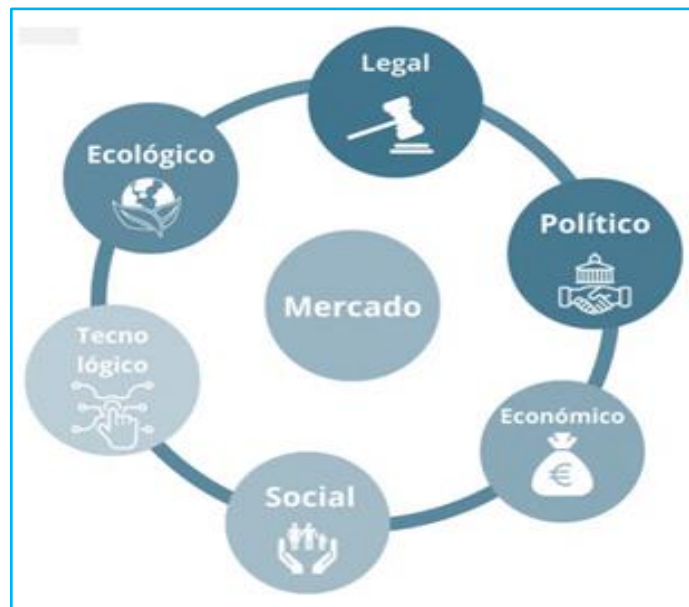 Legal
Ecológico
Político
Mercado
Tecno
lógico
Económico
€
Social